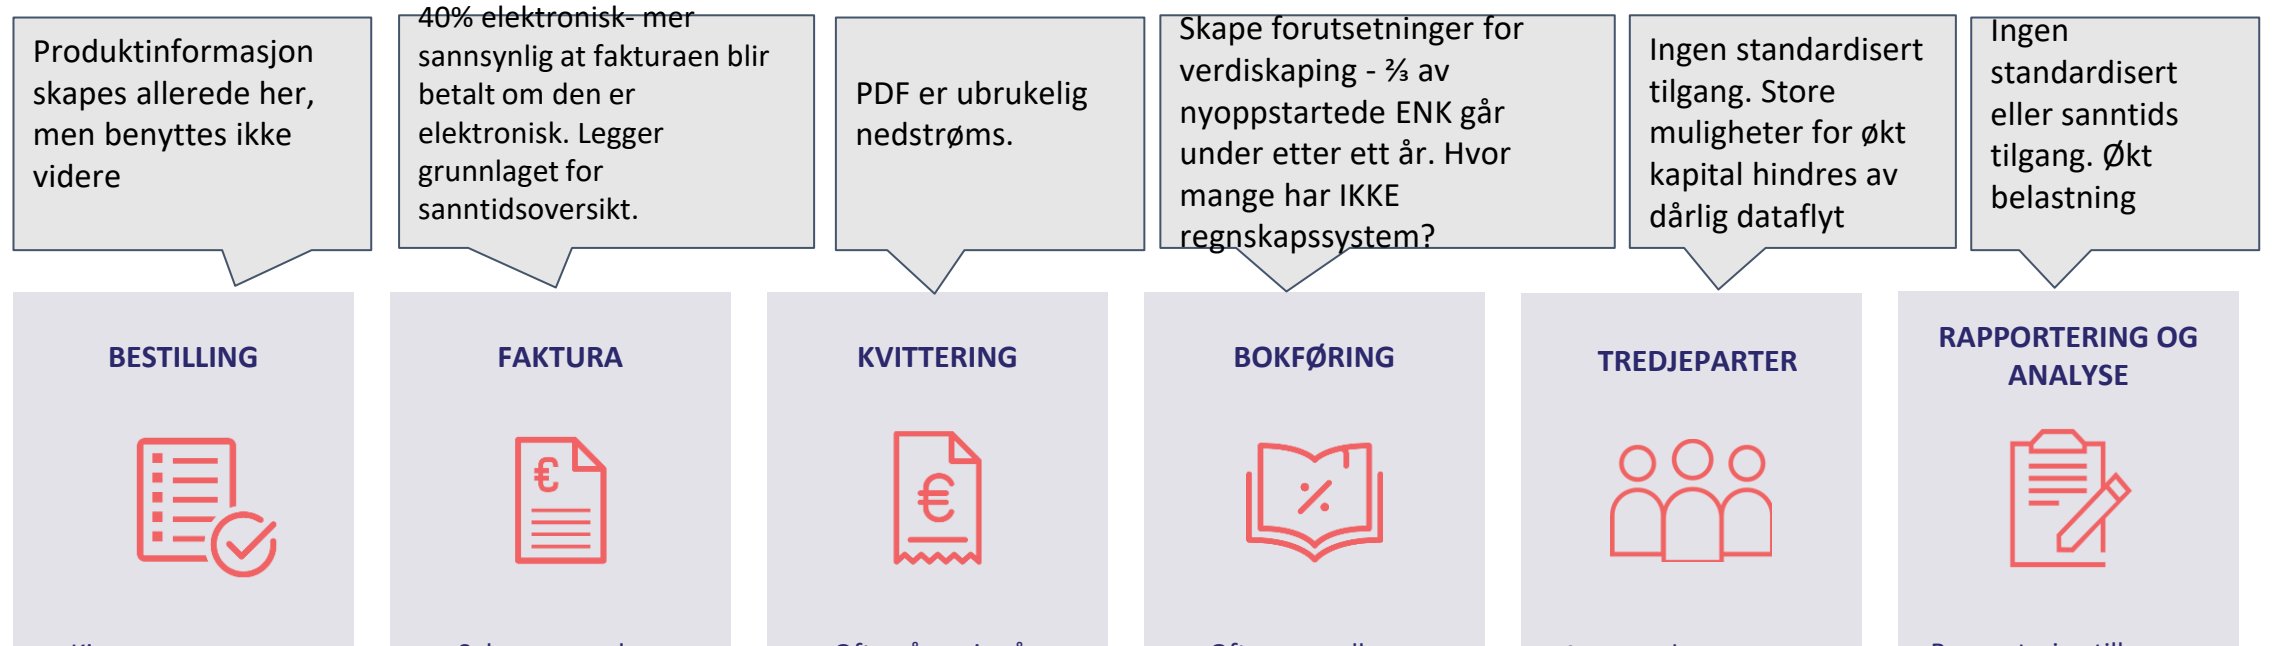 Produktinformasjon
skapes allerede her,
men benyttes ikke
videre
40% elektronisk- mer
sannsynlig at fakturaen blir
betalt om den er
elektronisk. Legger
grunnlaget for
sanntidsoversikt.
PDF er ubrukelig
nedstrøms.
Skape forutsetninger for
verdiskaping - ⅔ av
nyoppstartede ENK går
under etter ett år. Hvor
mange har IKKE
regnskapssystem?
Ingen standardisert
tilgang. Store
muligheter for økt
kapital hindres av
dårlig dataflyt
Ingen
standardisert
eller sanntids
tilgang. Økt
belastning
BESTILLING
FAKTURA
KVITTERING
BOKFØRING
TREDJEPARTER
RAPPORTERING OG
ANALYSE